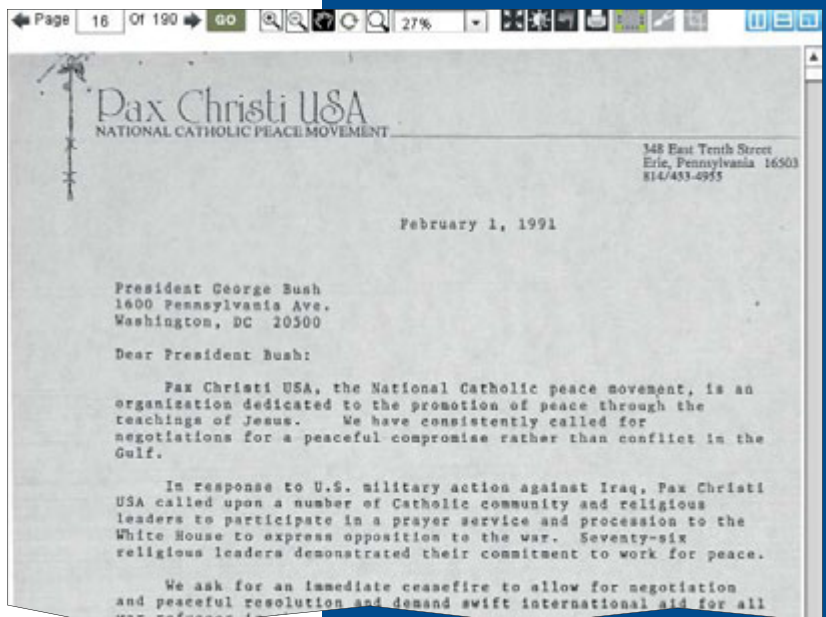 Page 16 Of 190 GO 27%
Pax Christi USA
NATIONAL CATHOLIC PEACE MOVEMENT
348 East Tenth Street
Erie, Pennsylvania 16503
814/453-4955
February 1, 1991
President George Bush
1600 Pennsylvania Ave.
Washington, DC 20500
Dear President Bush:
Pax Christi USA, the National Catholic peace movement, is an
organization dedicated to the promotion of peace through the
teachings of Jesus. We have consistently called for
negotiations for a peaceful compromise rather than conflict in the
Gulf.
In response to U.S. military action against Iraq, Pax Christi
USA called upon a number of Catholic community and religious
leaders to participate in a prayer service and procession to the
White House to express opposition to the war. Seventy-six
religious leaders demonstrated their commitment to work for peace.
We ask for an immediate ceasefire to allow for negotiation
and peaceful resolution and demand swift international aid for all